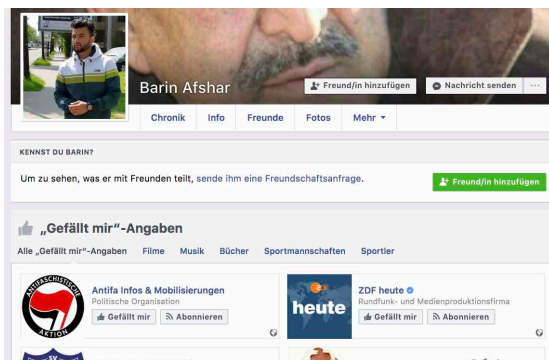 Barin Afshar
Freund/in hinzufügen
Nachricht senden
Chronik Info Freunde Fotos Mehr
KENNST DU BARIN?
Um zu sehen, was er mit Freunden teilt, sende ihm eine Freundschaftsanfrage.
Freund/in hinzufügen
„Gefällt mir“-Angaben
Alle „Gefällt mir“-Angaben Filme Musik Bücher Sportmannschaften Sportler
ANTIFASCHISTISCHE
AKTION
Antifa Infos & Mobilisierungen
Politische Organisation
Gefällt mir Abonnieren
heute
ZDF heute
Rundfunk- und Medienproduktionsfirma
Gefällt mir Abonnieren
SV